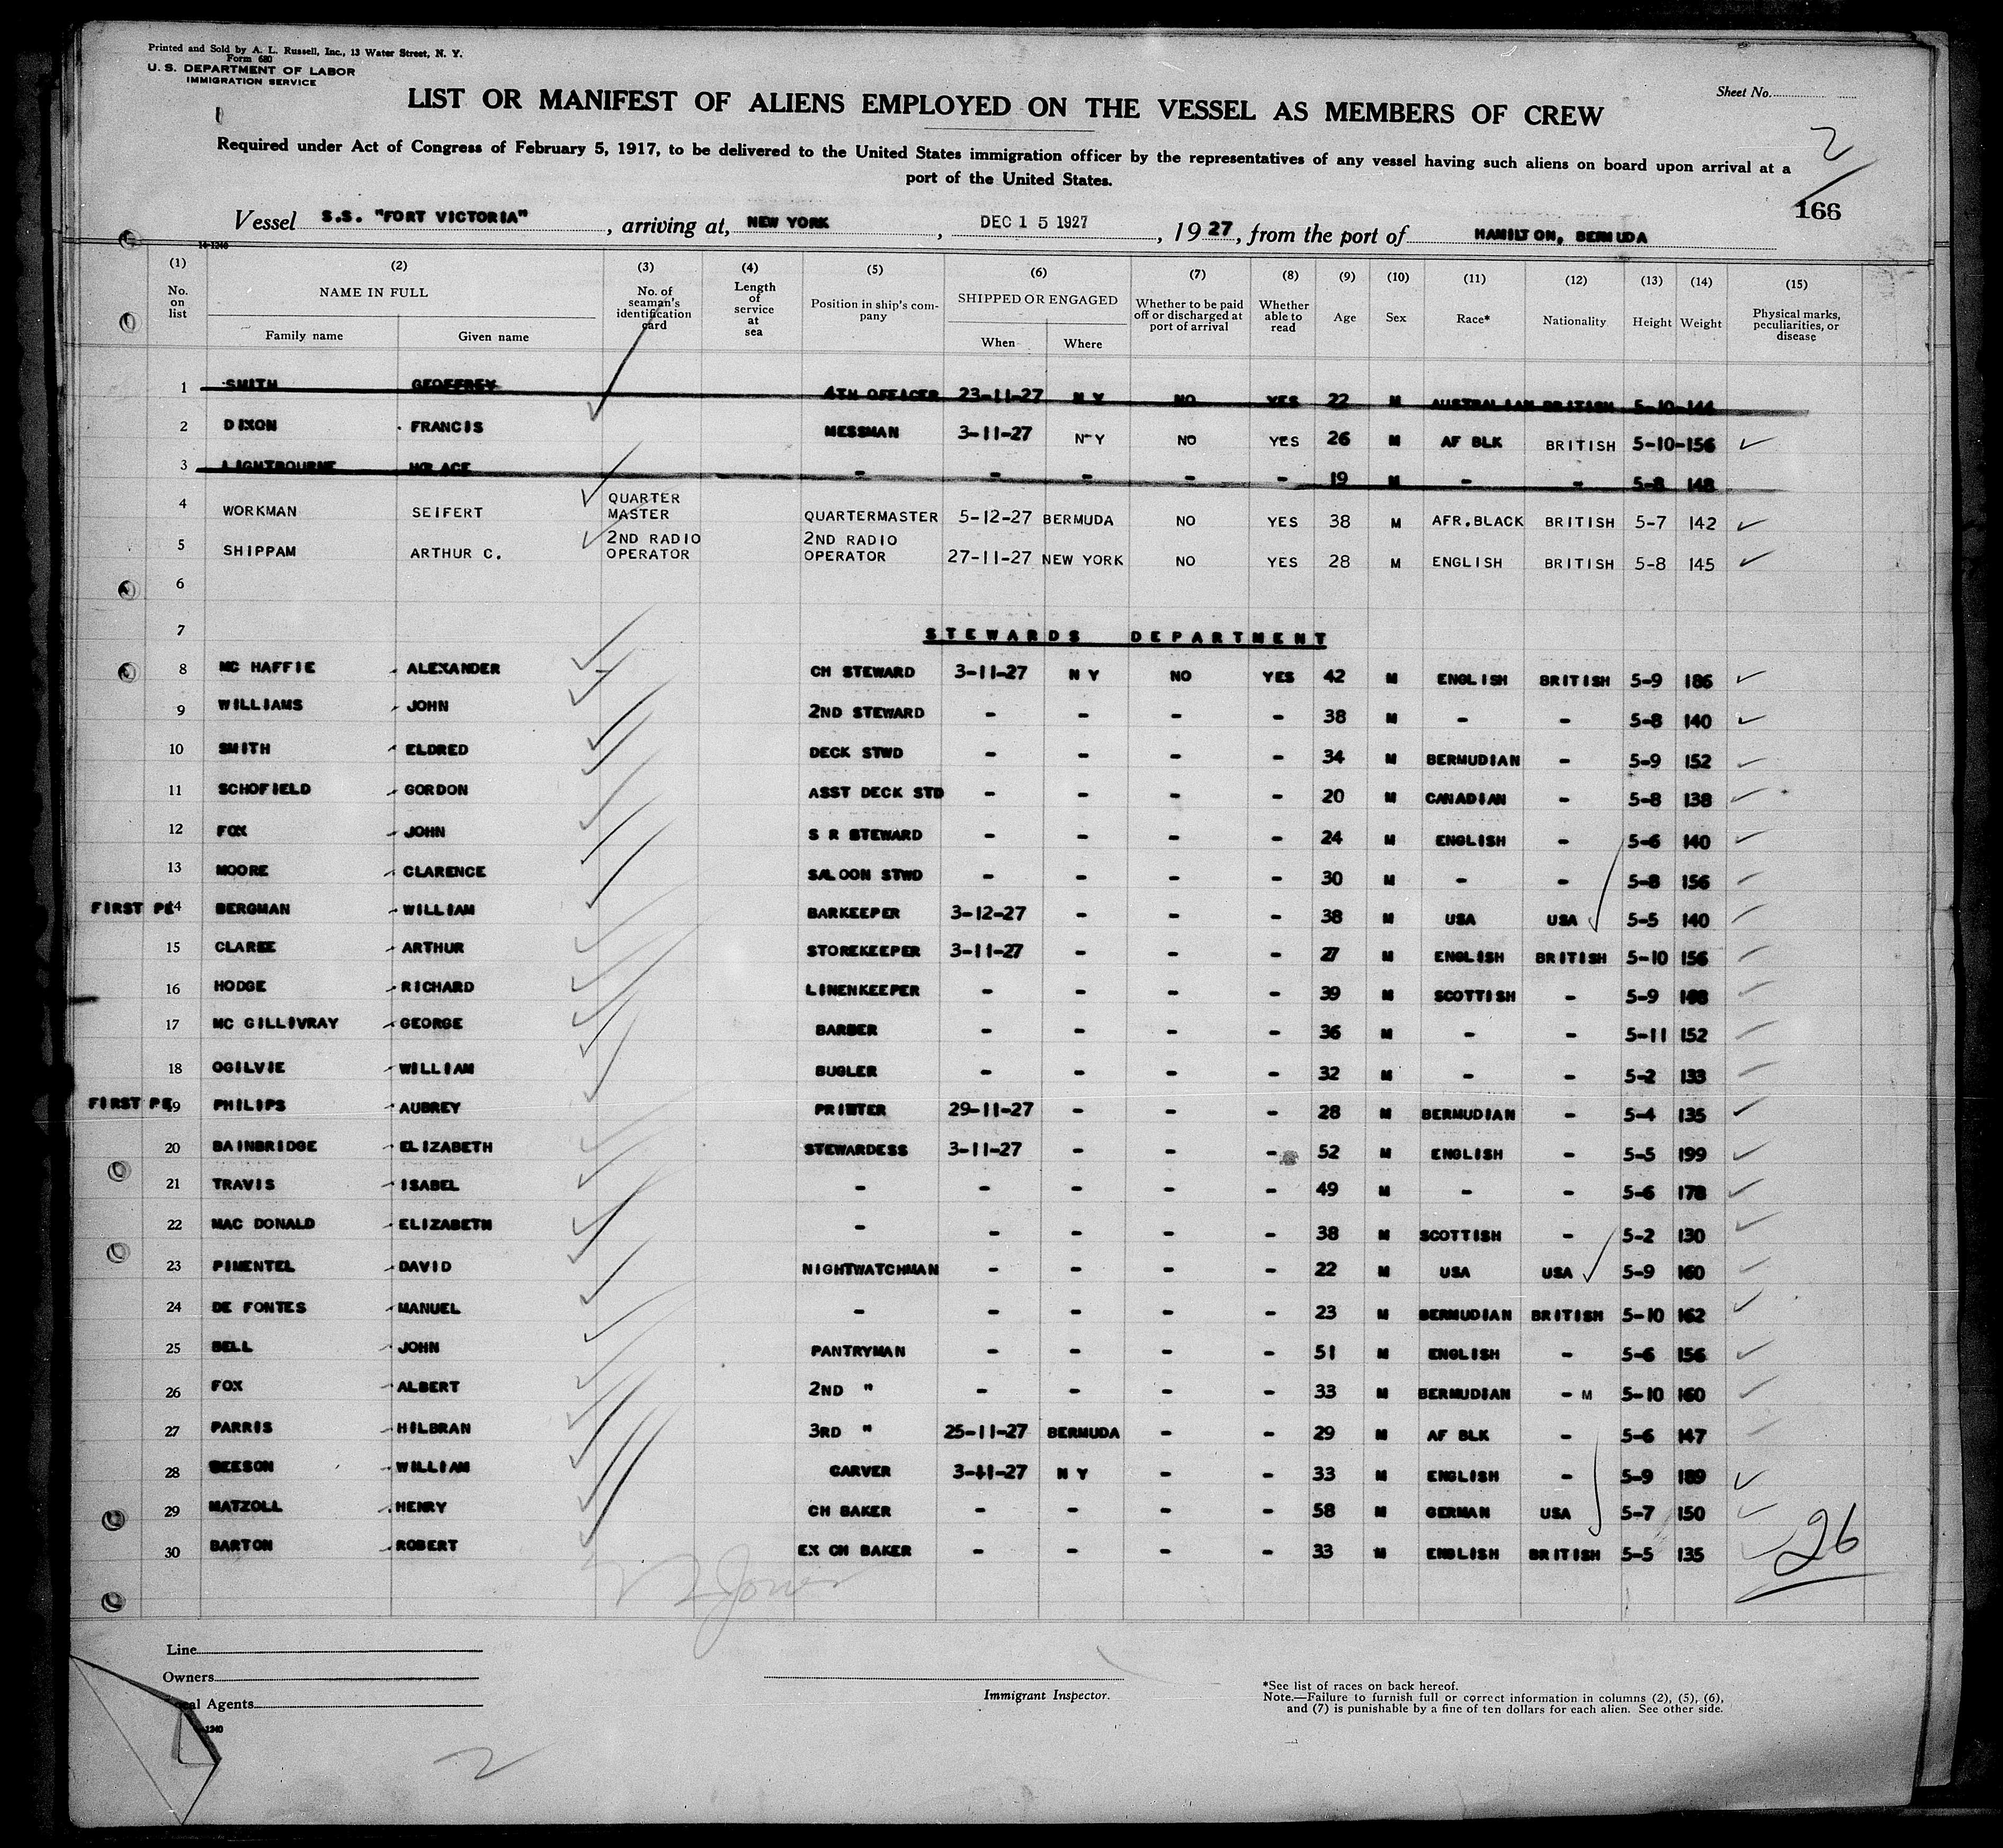 Printed and Sold by A. L. Russell, Inc., 13 Water Street, N. Y.
Form 680
U. S. DEPARTMENT OF LABOR
IMMIGRATION SERVICE
Sheet No.
LIST OR MANIFEST OF ALIENS EMPLOYED ON THE VESSEL AS MEMBERS OF CREW
Required under Act of Congress of February 5, 1917, to be delivered to the United States immigration officer by the representatives of any vessel having such aliens on board upon arrival at a
port of the United States.
2
166
Vessel S.S. "FORT VICTORIA" , arriving at, NEW YORK , DEC 1 5 1927 , 1927, from the port of HAMILTON, BERMUDA
14-1240
(1) (2) (3) (4) (5) (6) (7) (8) (9) (10) (11) (12) (13) (14) (15)
No. on list NAME IN FULL Family name Given name No. of seaman's identification card Length of service at sea Position in ship's company SHIPPED OR ENGAGED When Where Whether to be paid off or discharged at port of arrival Whether able to read Age Sex Race* Nationality Height Weight Physical marks, peculiarities, or disease
1 SMITH GEOFFREY 4TH OFFICER 23-11-27 N Y NO YES 22 M AUSTRALIAN BRITISH 5-10 144
2 DIXON FRANCIS MESSMAN 3-11-27 N-Y NO YES 26 M AF BLK BRITISH 5-10-156
3 LIGHTBOURNE HORACE - - - - - 19 M - - 5-8 148
4 WORKMAN SEIFERT QUARTER MASTER QUARTERMASTER 5-12-27 BERMUDA NO YES 38 M AFR.BLACK BRITISH 5-7 142
5 SHIPPAM ARTHUR C. 2ND RADIO OPERATOR 2ND RADIO OPERATOR 27-11-27 NEW YORK NO YES 28 M ENGLISH BRITISH 5-8 145
6
7 STEWARDS DEPARTMENT
8 MC HAFFIE ALEXANDER CH STEWARD 3-11-27 N Y NO YES 42 M ENGLISH BRITISH 5-9 186
9 WILLIAMS JOHN 2ND STEWARD - - - - 38 M - - 5-8 140
10 SMITH ELDRED DECK STWD - - - - 34 M BERMUDIAN - 5-9 152
11 SCHOFIELD GORDON ASST DECK STD - - - - 20 M CANADIAN - 5-8 138
12 FOX JOHN S R STEWARD - - - - 24 M ENGLISH - 5-6 140
13 MOORE CLARENCE SALOON STWD - - - - 30 M - - 5-8 156
FIRST PE 14 BERGMAN WILLIAM BARKEEPER 3-12-27 - - - 38 M USA USA 5-5 140
15 CLARKE ARTHUR STOREKEEPER 3-11-27 - - - 27 M ENGLISH BRITISH 5-10 156
16 HODGE RICHARD LINENKEEPER - - - - 39 M SCOTTISH - 5-9
17 MC GILLIVRAY GEORGE BARBER - - - - 36 M - - 5-11 152
18 OGILVIE WILLIAM BUGLER - - - - 32 M - - 5-2 133
FIRST PE 19 PHILIPS AUBREY PRINTER 29-11-27 - - - 28 M BERMUDIAN - 5-4 135
20 BAINBRIDGE ELIZABETH STEWARDESS 3-11-27 - - - 52 M ENGLISH - 5-5 199
21 TRAVIS ISABEL - - - - - 49 M - - 5-6 178
22 MAC DONALD ELIZABETH - - - - - 38 M SCOTTISH - 5-2 130
23 PIMENTEL DAVID NIGHTWATCHMAN - - - - 22 M USA USA 5-9 160
24 DE FONTES MANUEL - - - - - 23 M BERMUDIAN BRITISH 5-10 162
25 BELL JOHN PANTRYMAN - - - - 51 M ENGLISH - 5-6 156
26 FOX ALBERT 2ND " - - - - 33 M BERMUDIAN - M 5-10 160
27 PARRIS HILBRAN 3RD " 25-11-27 BERMUDA - - 29 M AF BLK - 5-6 147
28 BEESON WILLIAM CARVER 3-11-27 N Y - - 33 M ENGLISH - 5-9 189
29 MATZOLL HENRY CH BAKER - - - - 58 M GERMAN USA 5-7 150
30 BARTON ROBERT EX CH BAKER - - - - 33 M ENGLISH BRITISH 5-5 135
26
Jones
Line
Owners
Agents
1240
Immigrant Inspector.
*See list of races on back hereof.
Note.—Failure to furnish full or correct information in columns (2), (5), (6),
and (7) is punishable by a fine of ten dollars for each alien. See other side.
2